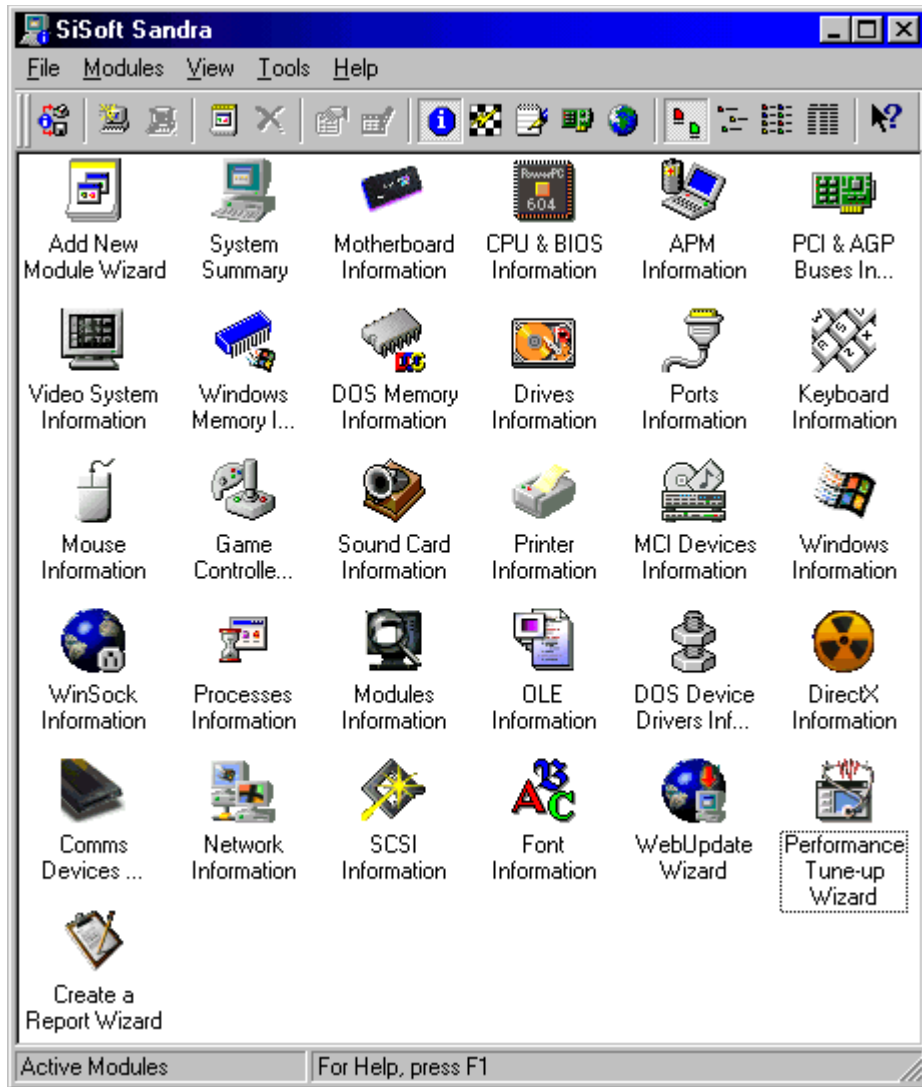 SiSoft Sandra
File Modules View Tools Help
Add New
Module Wizard
System
Summary
Motherboard
Information
PowerPC
604
CPU & BIOS
Information
APM
Information
PCI & AGP
Buses In...
Video System
Information
Windows
Memory I...
DOS Memory
Information
Drives
Information
Ports
Information
Keyboard
Information
Mouse
Information
Game
Controlle...
Sound Card
Information
Printer
Information
MCI Devices
Information
Windows
Information
WinSock
Information
Processes
Information
Modules
Information
OLE
Information
DOS Device
Drivers Inf...
DirectX
Information
Comms
Devices ...
Network
Information
SCSI
Information
ABC
Font
Information
WebUpdate
Wizard
Performance
Tune-up
Wizard
Create a
Report Wizard
Active Modules
For Help, press F1